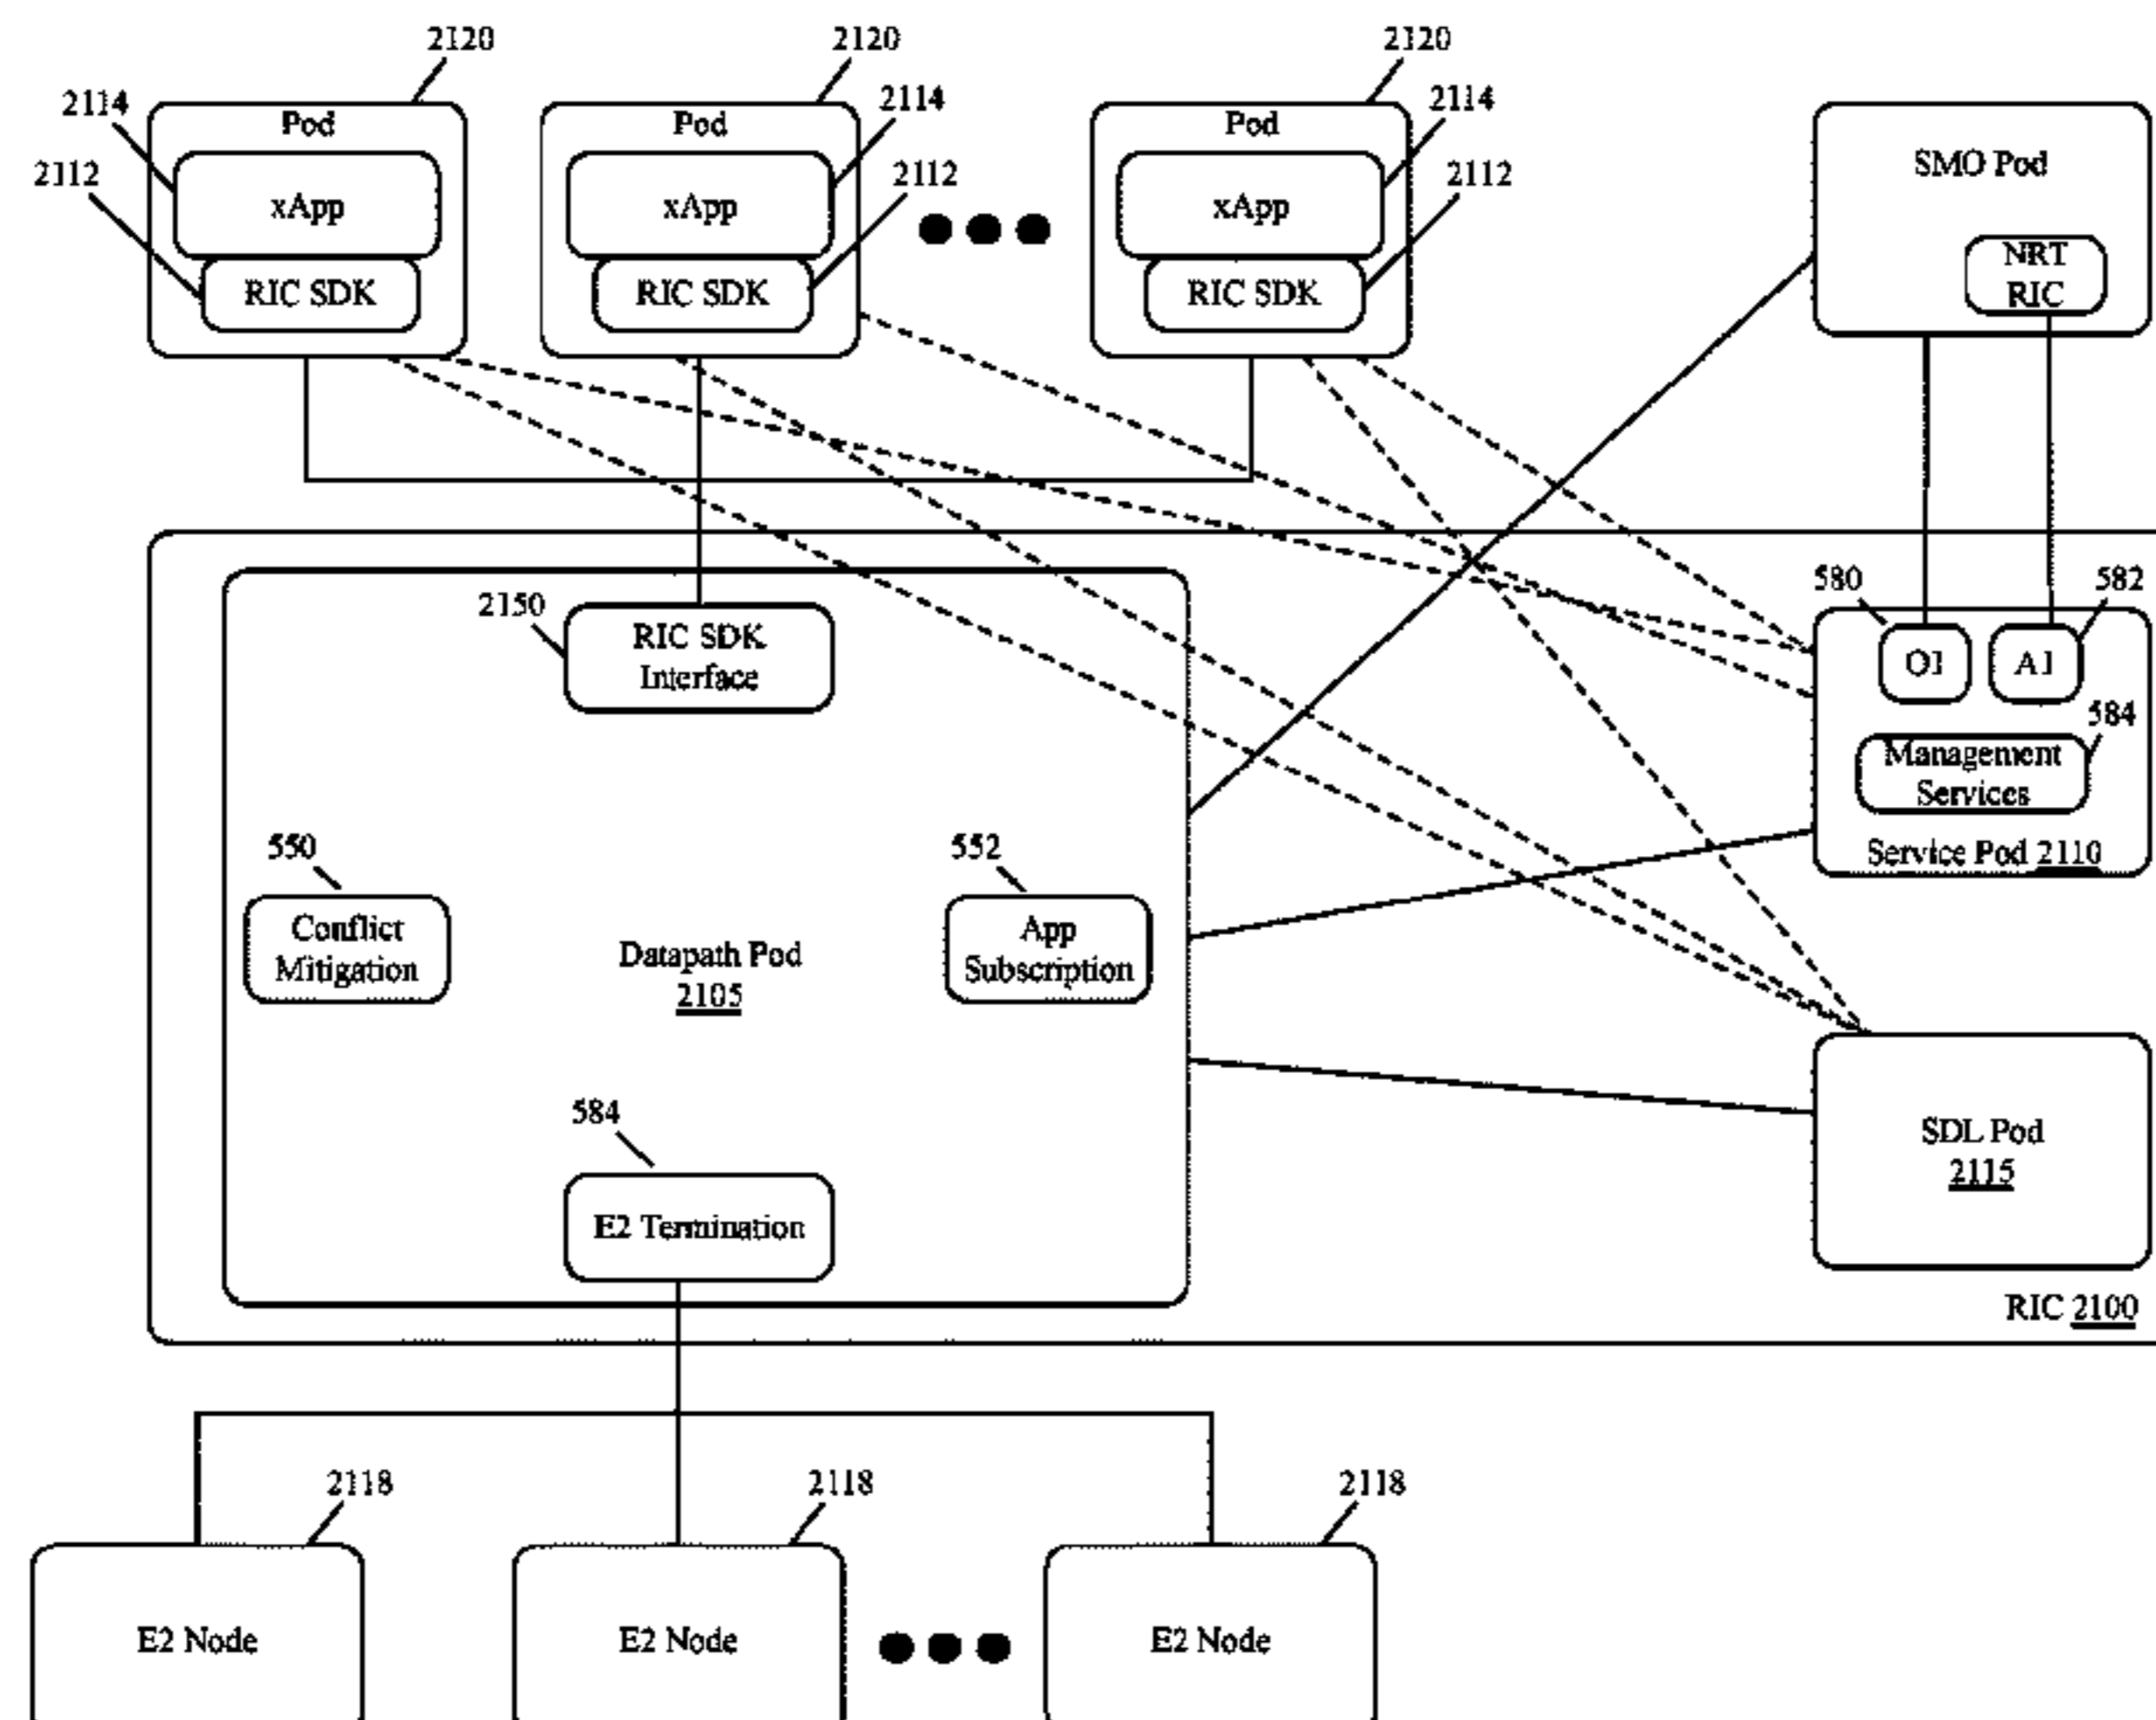 2120
2120
2120
2114
2114
2114
Pod
Pod
Pod
SMO Pod
2112
2112
2112
xApp
xApp
xApp
NRT
RIC
RIC SDK
RIC SDK
RIC SDK
580
582
2150
RIC SDK
Interface
O1
A1
584
Management
Services
550
552
Service Pod 2110
Conflict
Mitigation
Datapath Pod
2105
App
Subscription
584
SDL Pod
2115
E2 Termination
RIC 2100
2118
2118
2118
E2 Node
E2 Node
E2 Node